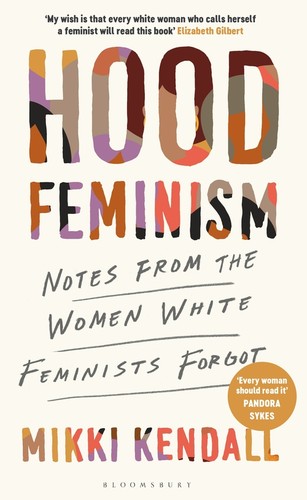 ‘My wish is that every white woman who calls herself
a feminist will read this book’ Elizabeth Gilbert
HOOD
FEMINISM
NOTES FROM THE
WOMEN WHITE
FEMINISTS FORGOT
‘Every woman
should read this’
PANDORA
SYKES
MIKKI KENDALL
BLOOMSBURY